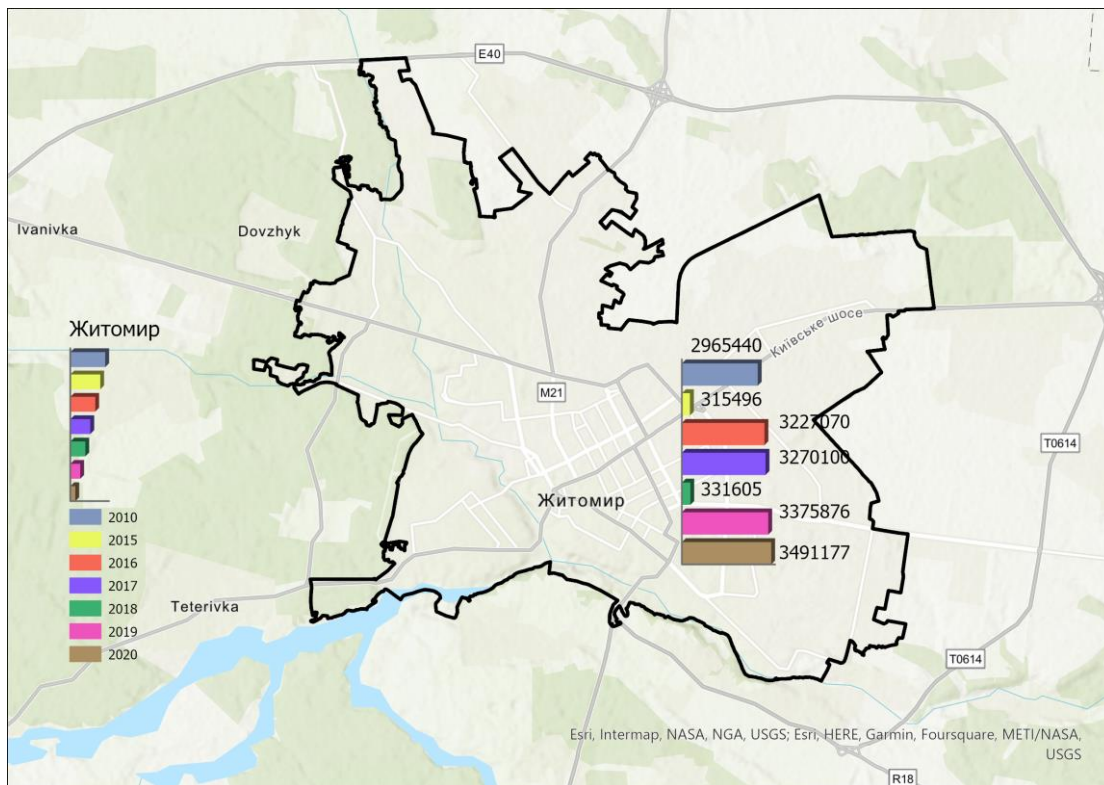 E40
Ivanivka
Dovzhyk
Житомир
Київське шосе
2965440
M21
315496
3227070
3270100
T0614
331605
Житомир
3375876
3491177
2010
2015
2016
2017
2018
2019
2020
Teterivka
T0614
Esri, Intermap, NASA, NGA, USGS; Esri, HERE, Garmin, Foursquare, METI/NASA,
USGS
R18